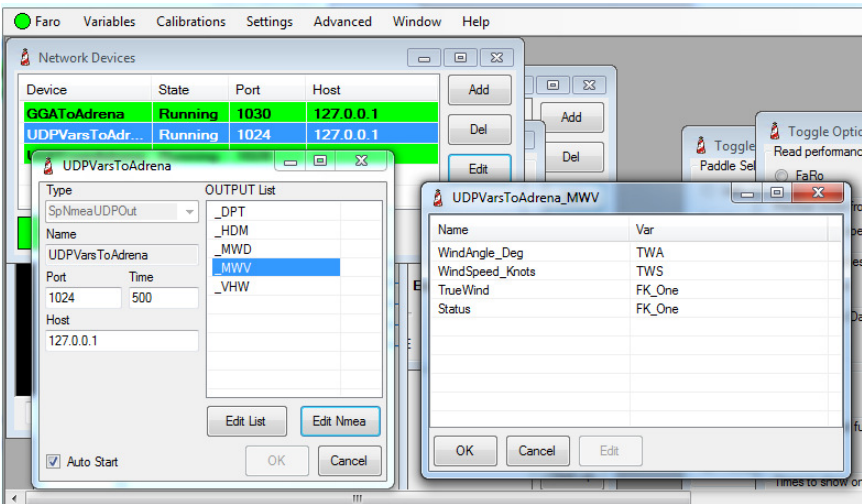 Faro Variables Calibrations Settings Advanced Window Help
Network Devices
Device State Port Host
GGAToAdrena Running 1030 127.0.0.1
UDPVarsToAdr... Running 1024 127.0.0.1
Add
Del
Edit
Add
Del
Toggle
Paddle Sel
Toggle Optio
Read performanc
FaRo
UDPVarsToAdrena
Type
SpNmeaUDPOut
Name
UDPVarsToAdrena
Port Time
1024 500
Host
127.0.0.1
Auto Start
OUTPUT List
_DPT
_HDM
_MWD
_MWV
_VHW
Edit List Edit Nmea
OK Cancel
UDPVarsToAdrena_MWV
Name Var
WindAngle_Deg TWA
WindSpeed_Knots TWS
TrueWind FK_One
Status FK_One
OK Cancel Edit
Times to show on